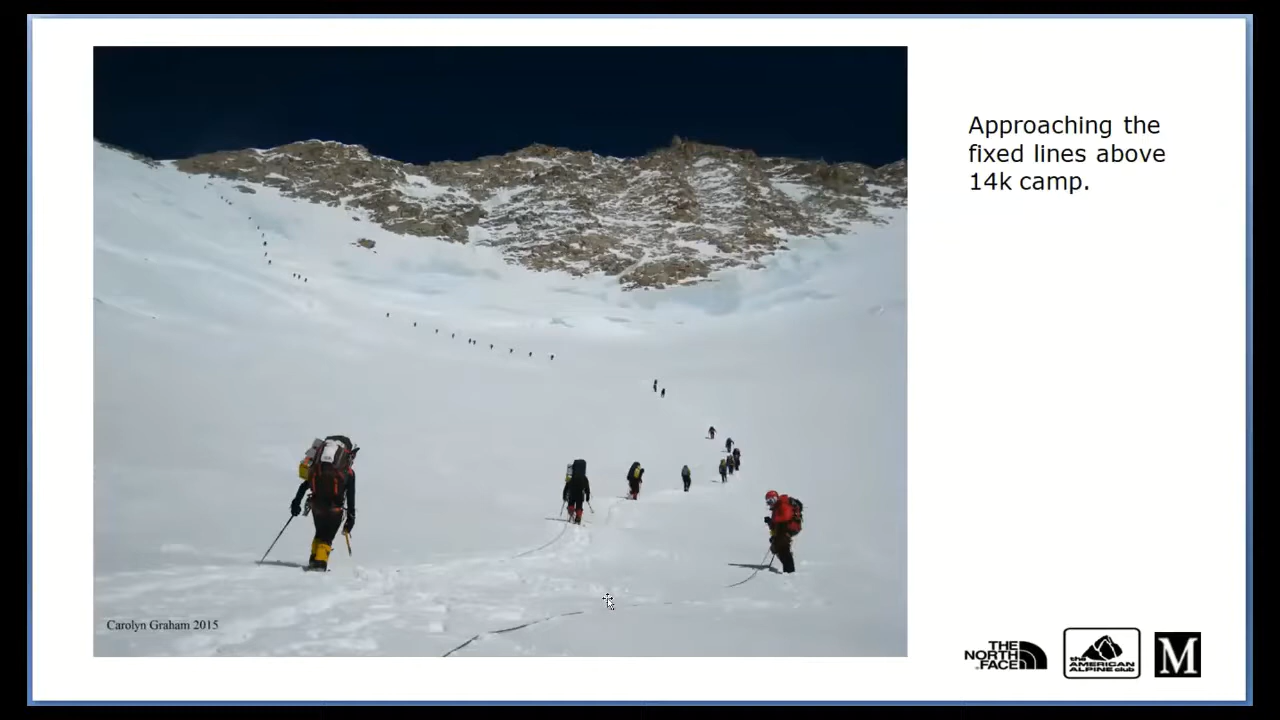 Approaching the
fixed lines above
14k camp.
Carolyn Graham 2015
THE
NORTH
FACE
the
AMERICAN
ALPINE club
M